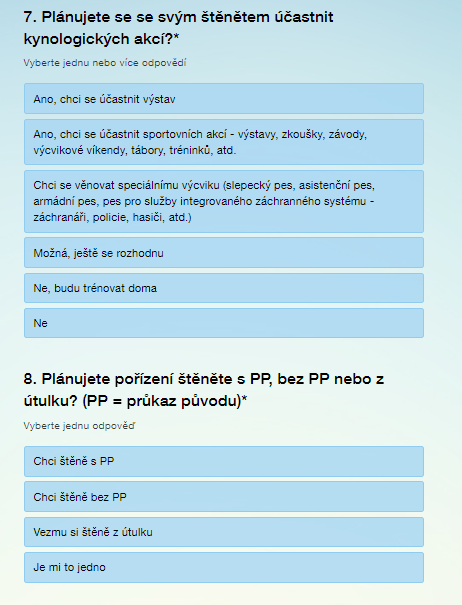 7. Plánujete se se svým štěnětem účastnit
kynologických akcí?*
Vyberte jednu nebo více odpovědí
Ano, chci se účastnit výstav
Ano, chci se účastnit sportovních akcí - výstavy, zkoušky, závody,
výcvikové víkendy, tábory, tréninků, atd.
Chci se věnovat speciálnímu výcviku (slepecký pes, asistenční pes,
armádní pes, pes pro služby integrovaného záchranného systému -
záchranáři, policie, hasiči, atd.)
Možná, ještě se rozhodnu
Ne, budu trénovat doma
Ne
8. Plánujete pořízení štěněte s PP, bez PP nebo z
útulku? (PP = průkaz původu)*
Vyberte jednu odpověď
Chci štěně s PP
Chci štěně bez PP
Vezmu si štěně z útulku
Je mi to jedno